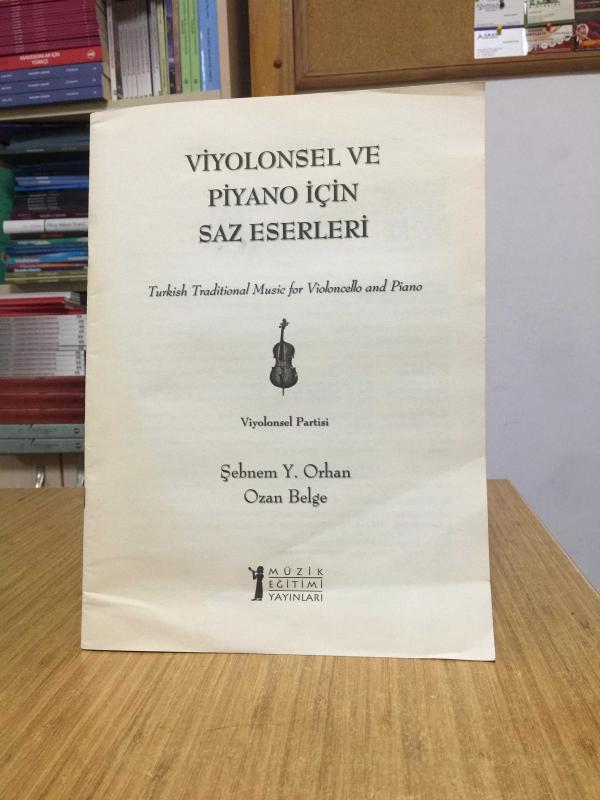 VİYOLONSEL VE
PİYANO İÇİN
SAZ ESERLERİ
Turkish Traditional Music for Violoncello and Piano
Viyolonsel Partisi
Şebnem Y. Orhan
Ozan Belge
MÜZİK
EĞİTİMİ
YAYINLARI